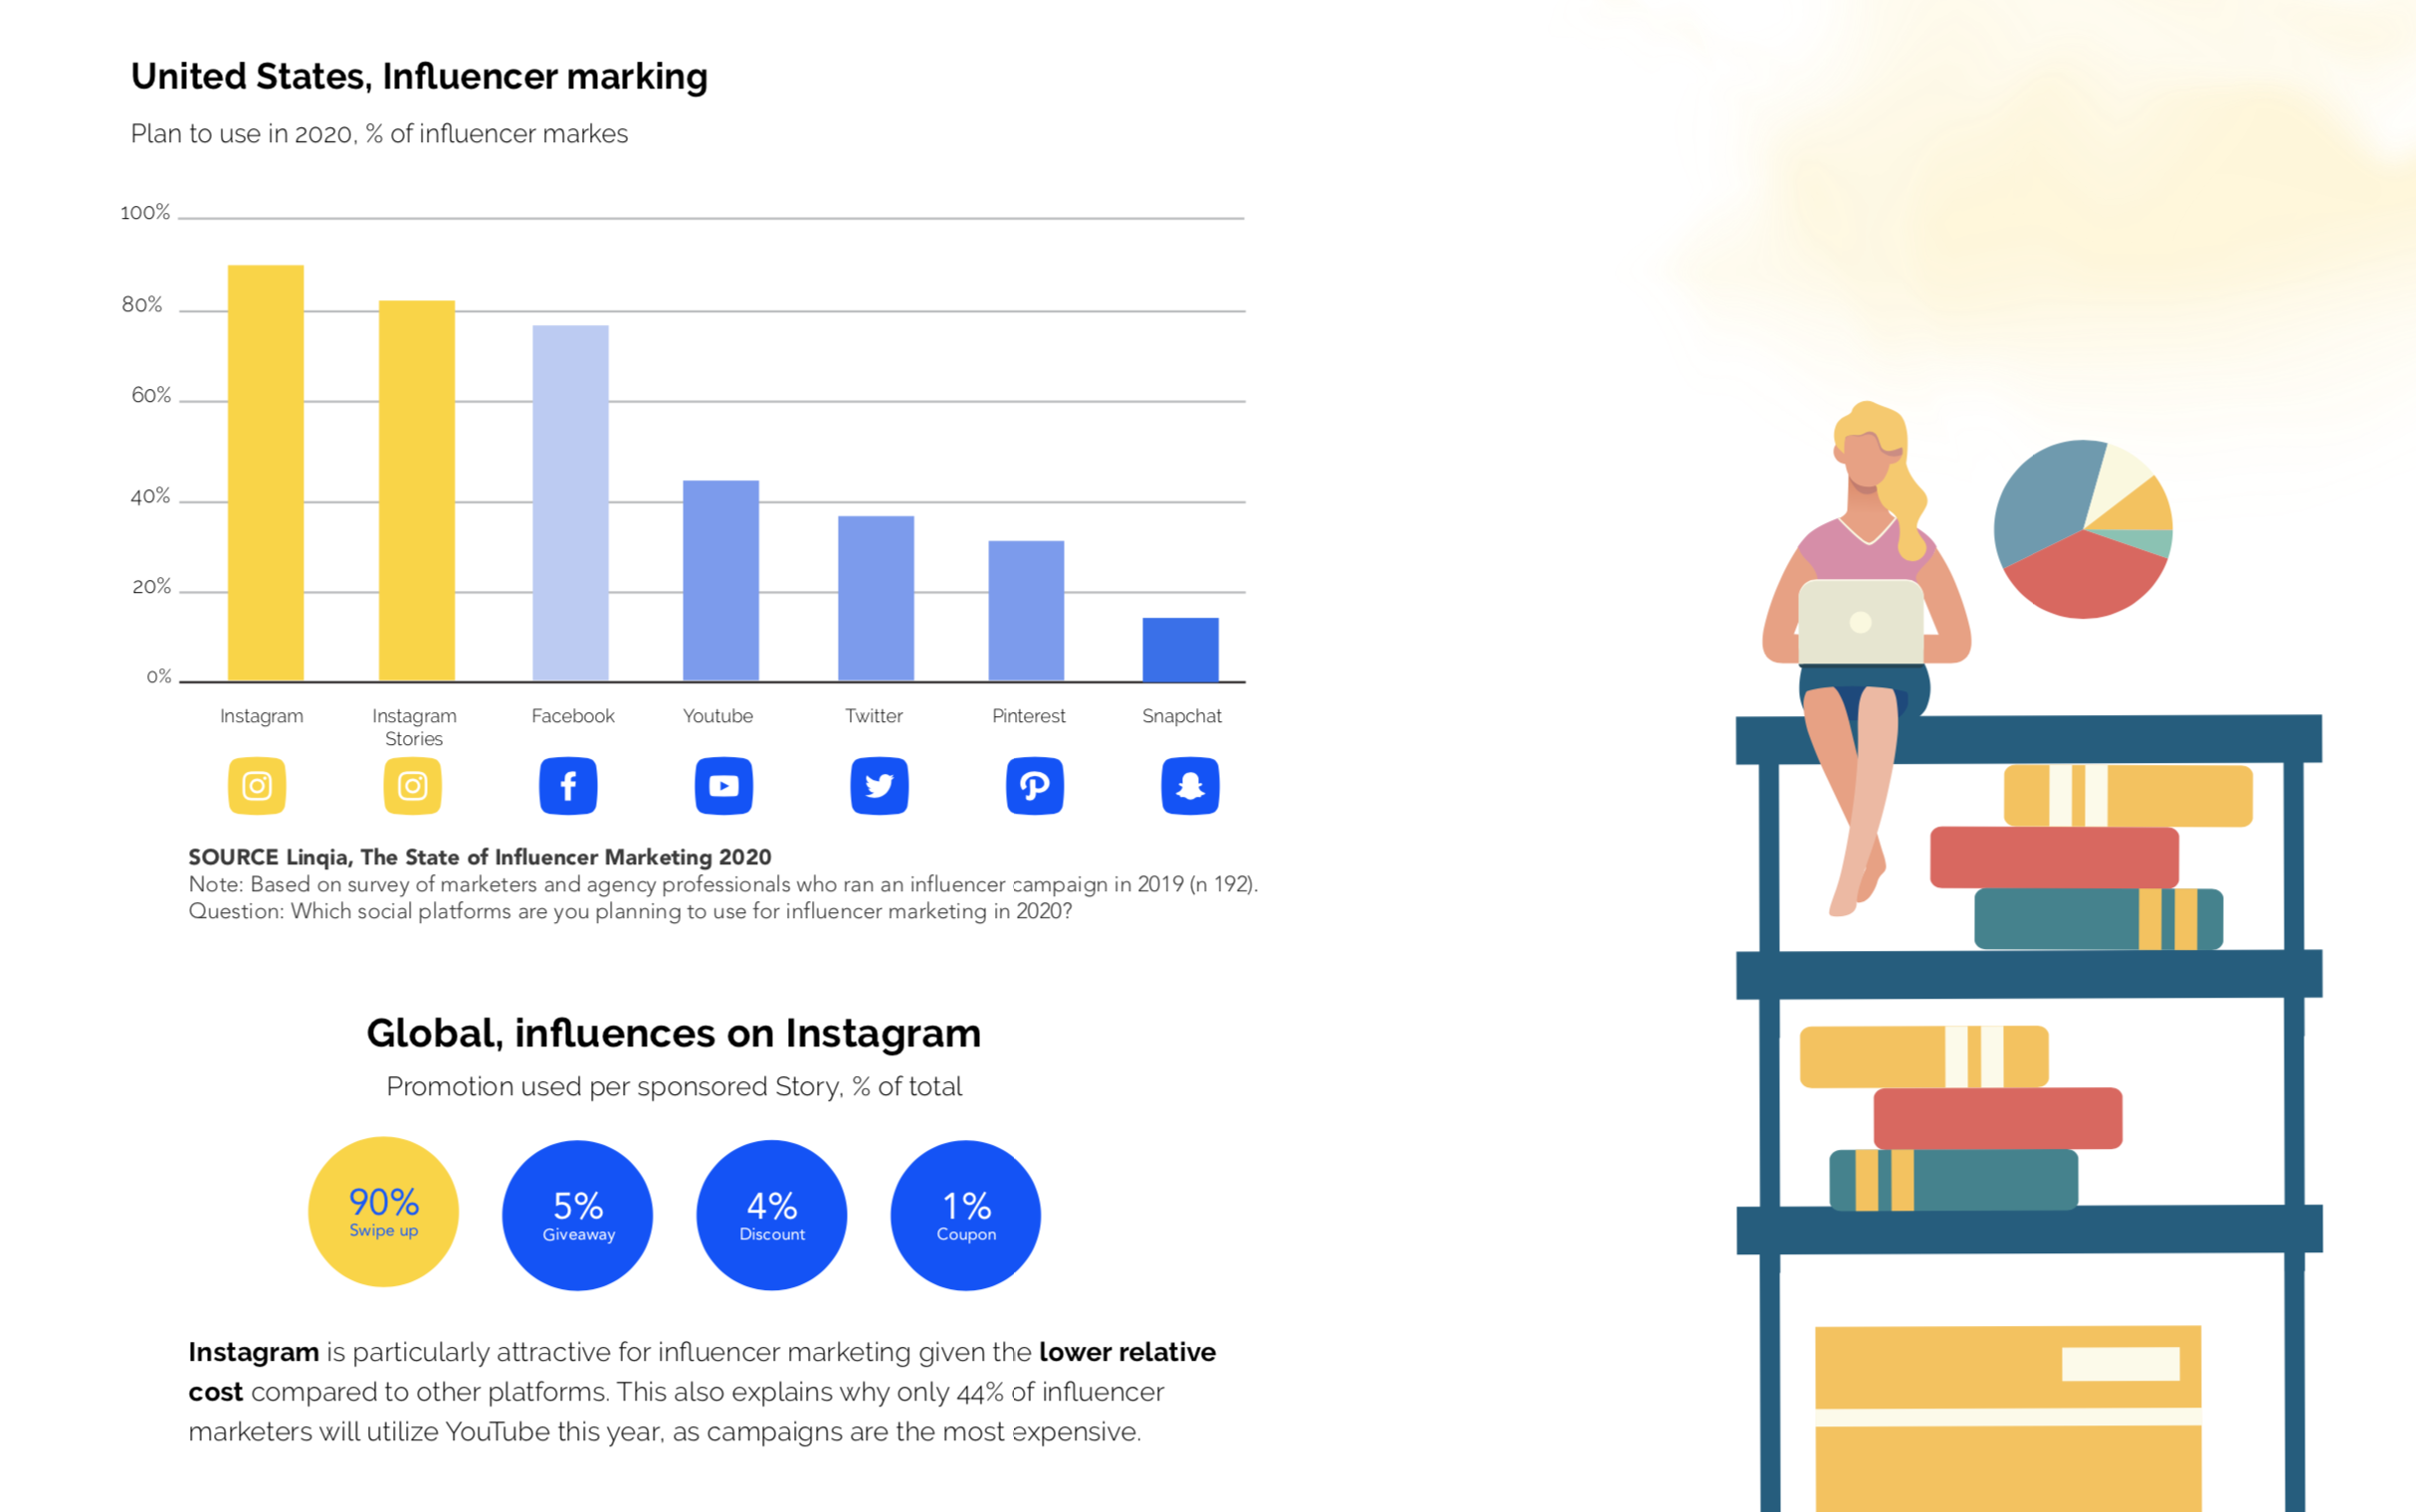 United States, Influencer marking
Plan to use in 2020, % of influencer markes
100%
80%
60%
40%
20%
0%
Instagram
Instagram
Stories
Facebook
Youtube
Twitter
Pinterest
Snapchat
SOURCE Linqia, The State of Influencer Marketing 2020
Note: Based on survey of marketers and agency professionals who ran an influencer campaign in 2019 (n 192).
Question: Which social platforms are you planning to use for influencer marketing in 2020?
Global, influences on Instagram
Promotion used per sponsored Story, % of total
90%
Swipe up
5%
Giveaway
4%
Discount
1%
Coupon
Instagram is particularly attractive for influencer marketing given the lower relative
cost compared to other platforms. This also explains why only 44% of influencer
marketers will utilize YouTube this year, as campaigns are the most expensive.